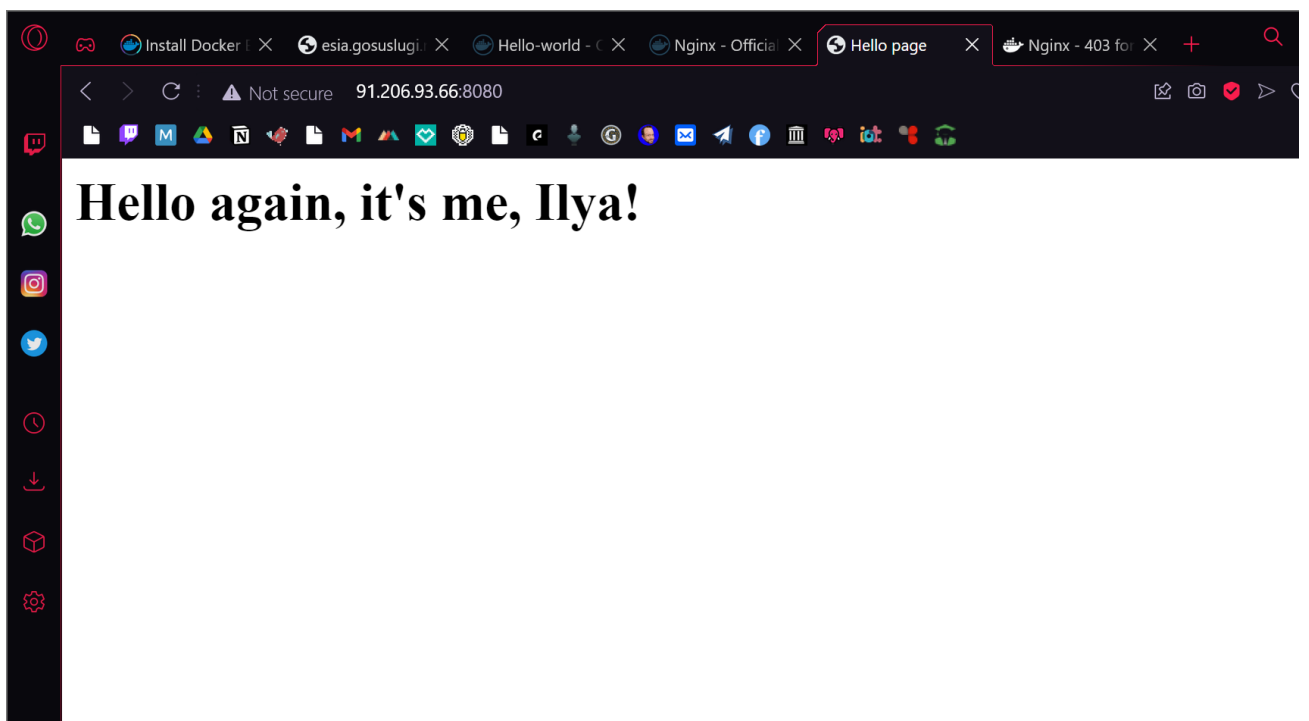 Install Docker E
esia.gosuslugi.r
Hello-world - 
Nginx - Official
Hello page
Nginx - 403 for
Not secure 91.206.93.66:8080
Hello again, it's me, Ilya!